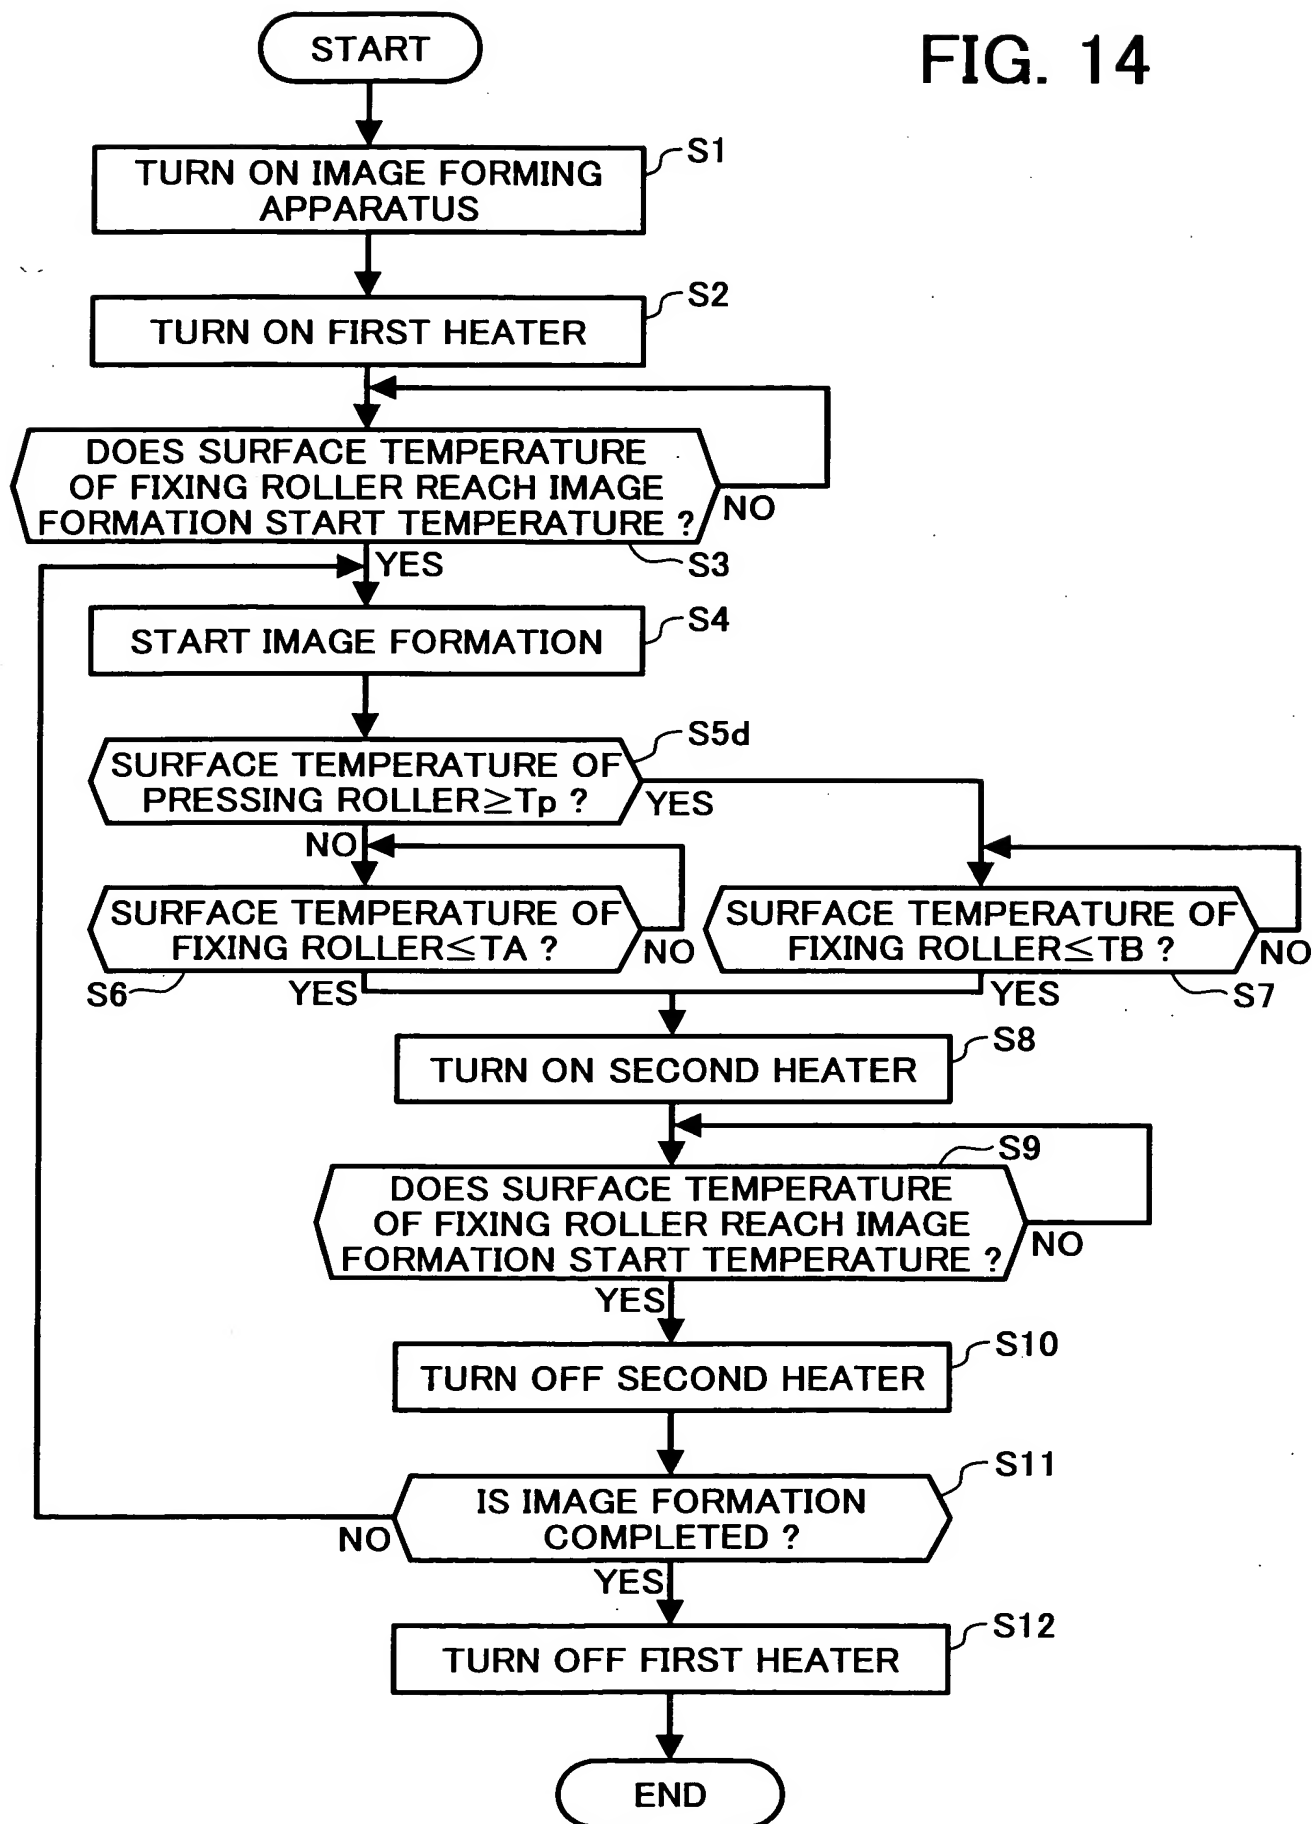 FIG. 14
START
S1
TURN ON IMAGE FORMING
APPARATUS
S2
TURN ON FIRST HEATER
DOES SURFACE TEMPERATURE
OF FIXING ROLLER REACH IMAGE
FORMATION START TEMPERATURE ?
NO
YES
S3
START IMAGE FORMATION
S4
S5d
SURFACE TEMPERATURE OF
PRESSING ROLLER≥Tp ?
YES
NO
SURFACE TEMPERATURE OF
FIXING ROLLER≤TA ?
NO
S6
YES
SURFACE TEMPERATURE OF
FIXING ROLLER≤TB ?
NO
YES
S7
S8
TURN ON SECOND HEATER
S9
DOES SURFACE TEMPERATURE
OF FIXING ROLLER REACH IMAGE
FORMATION START TEMPERATURE ?
NO
YES
S10
TURN OFF SECOND HEATER
S11
IS IMAGE FORMATION
COMPLETED ?
NO
YES
S12
TURN OFF FIRST HEATER
END